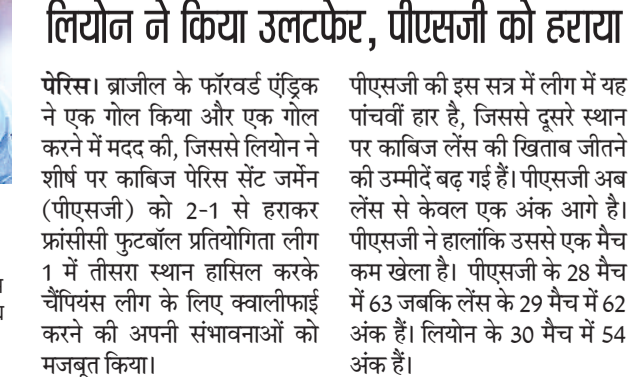 लियोन ने किया उलटफेर, पीएसजी को हराया
पेरिस। ब्राजील के फॉरवर्ड एंड्रिक
ने एक गोल किया और एक गोल
करने में मदद की, जिससे लियोन ने
शीर्ष पर काबिज पेरिस सेंट जर्मेन
(पीएसजी) को 2-1 से हराकर
फ्रांसीसी फुटबॉल प्रतियोगिता लीग
1 में तीसरा स्थान हासिल करके
चैंपियंस लीग के लिए क्वालीफाई
करने की अपनी संभावनाओं को
मजबूत किया।
पीएसजी की इस सत्र में लीग में यह
पांचवीं हार है, जिससे दूसरे स्थान
पर काबिज लेंस की खिताब जीतने
की उम्मीदें बढ़ गई हैं। पीएसजी अब
लेंस से केवल एक अंक आगे है।
पीएसजी ने हालांकि उससे एक मैच
कम खेला है। पीएसजी के 28 मैच
में 63 जबकि लेंस के 29 मैच में 62
अंक हैं। लियोन के 30 मैच में 54
अंक हैं।